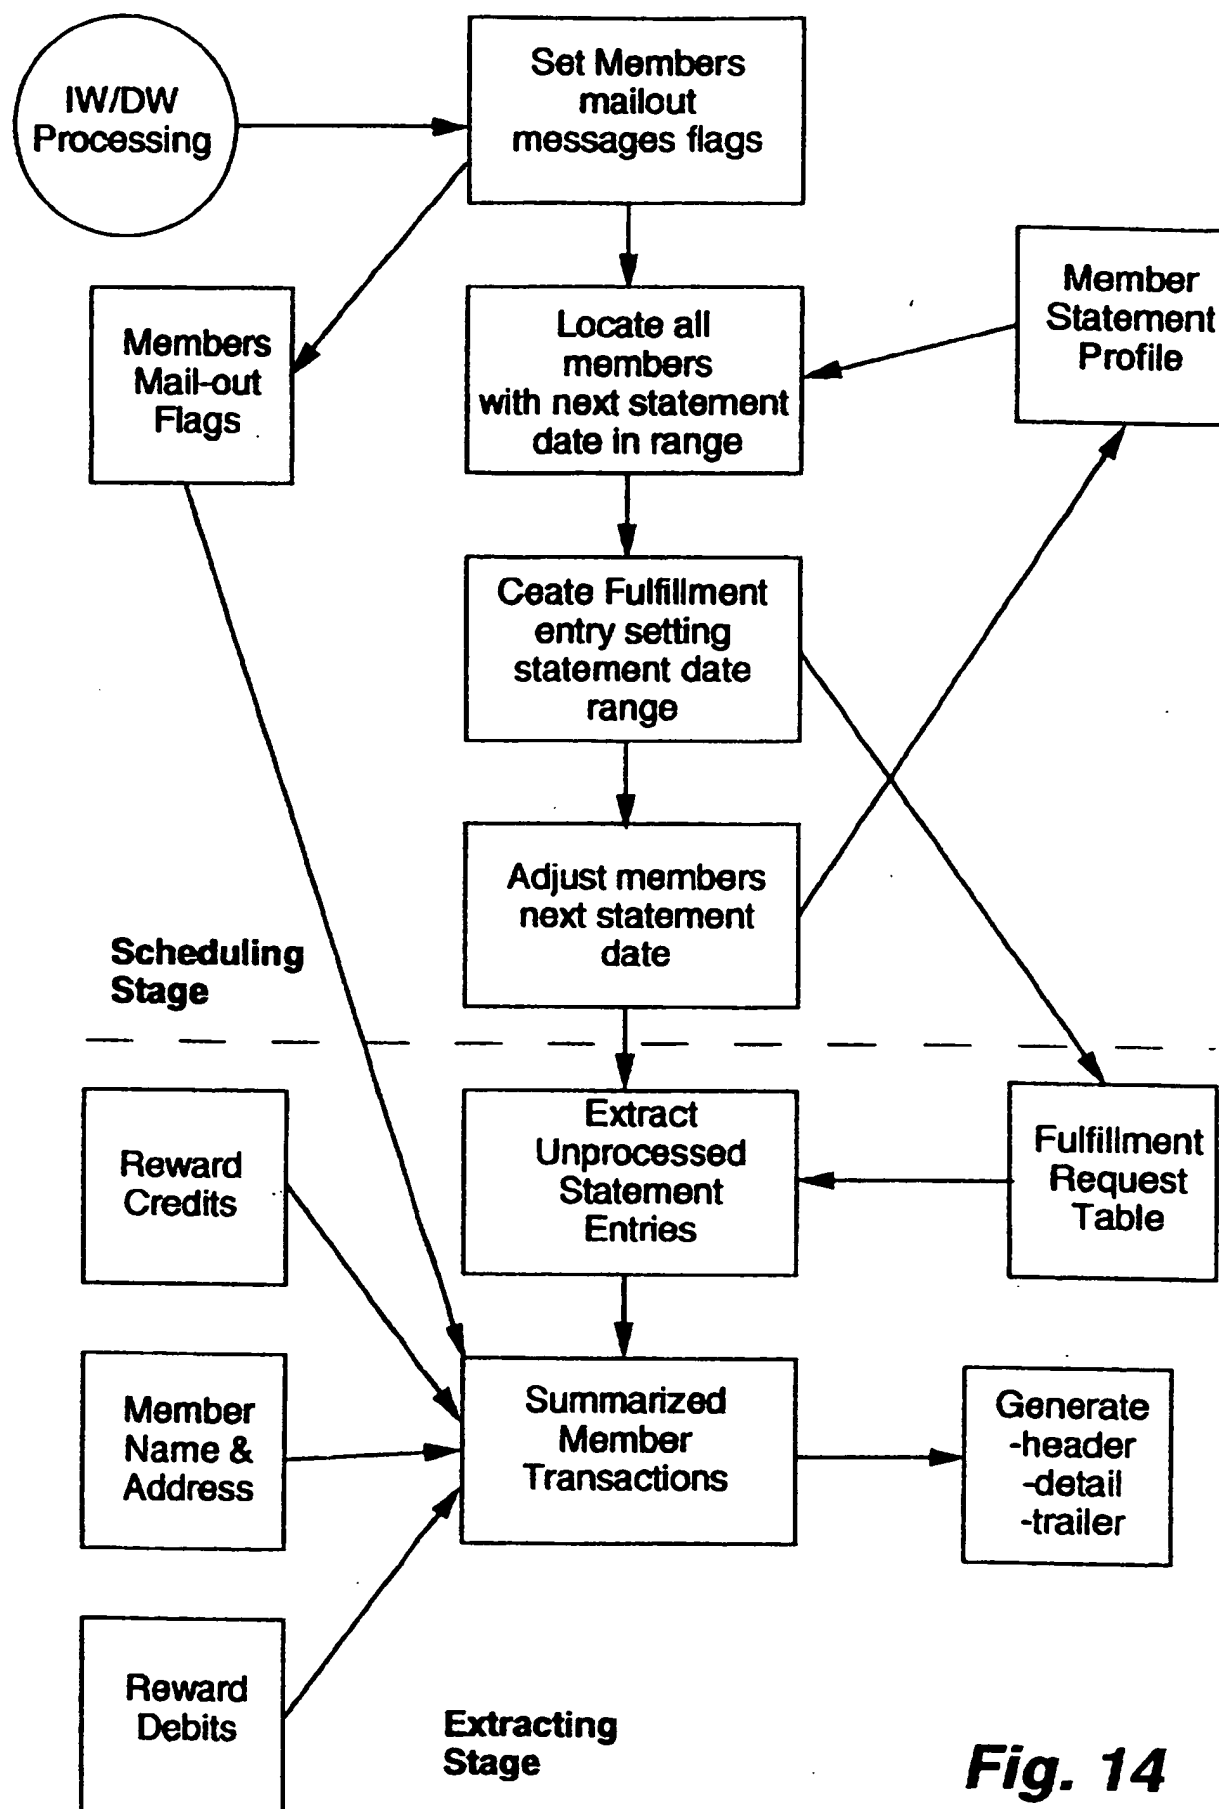 IW/DW
Processing
Set Members
mailout
messages flags
Members
Mail-out
Flags
Locate all
members
with next statement
date in range
Member
Statement
Profile
Ceate Fulfillment
entry setting
statement date
range
Adjust members
next statement
date
Scheduling
Stage
Reward
Credits
Extract
Unprocessed
Statement
Entries
Fulfillment
Request
Table
Member
Name &
Address
Summarized
Member
Transactions
Generate
-header
-detail
-trailer
Reward
Debits
Extracting
Stage
Fig. 14